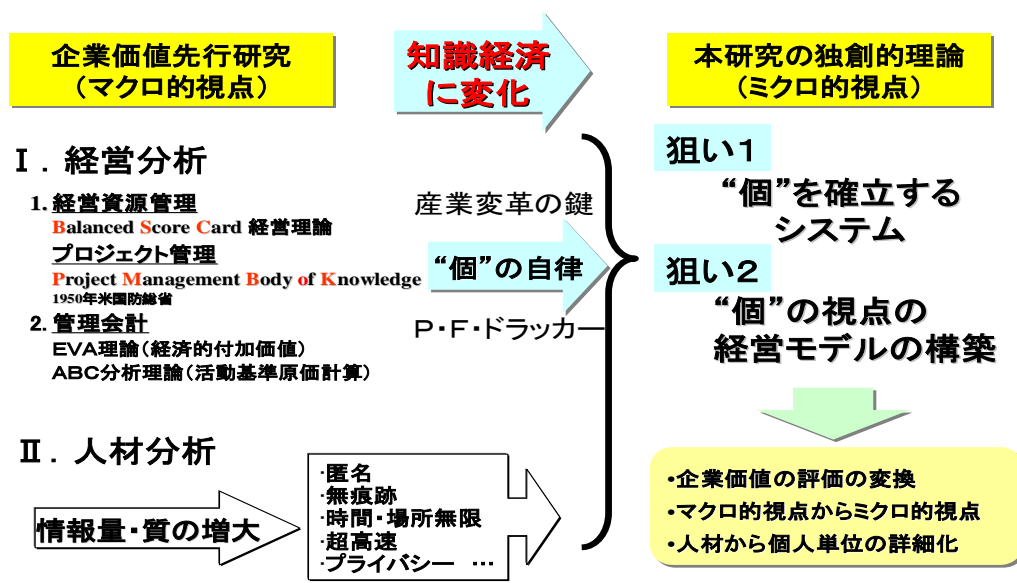 企業価値先行研究
（マクロ的視点）
知識経済
に変化
本研究の独創的理論
（ミクロ的視点）
Ⅰ．経営分析
1. 経営資源管理
Balanced Score Card 経営理論
プロジェクト管理
Project Management Body of Knowledge
1950年米国防総省
2. 管理会計
EVA理論（経済的付加価値）
ABC分析理論（活動基準原価計算）
Ⅱ．人材分析
情報量・質の増大
·匿名
·無痕跡
·時間・場所無限
·超高速
·プライバシー …
産業変革の鍵
“個”の自律
P・F・ドラッカー
狙い１
“個”を確立する
システム
狙い２
“個”の視点の
経営モデルの構築
•企業価値の評価の変換
•マクロ的視点からミクロ的視点
•人材から個人単位の詳細化